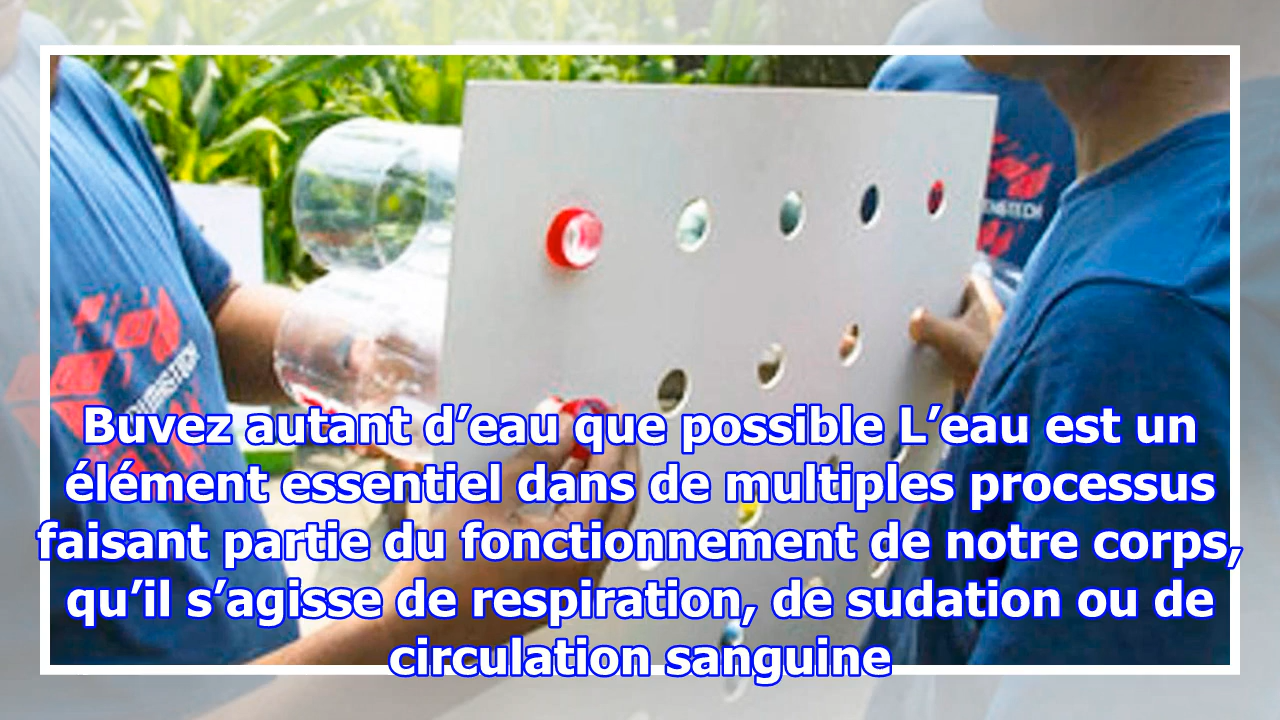 Buvez autant d’eau que possible L’eau est un
élément essentiel dans de multiples processus
faisant partie du fonctionnement de notre corps,
qu’il s’agisse de respiration, de sudation ou de
circulation sanguine